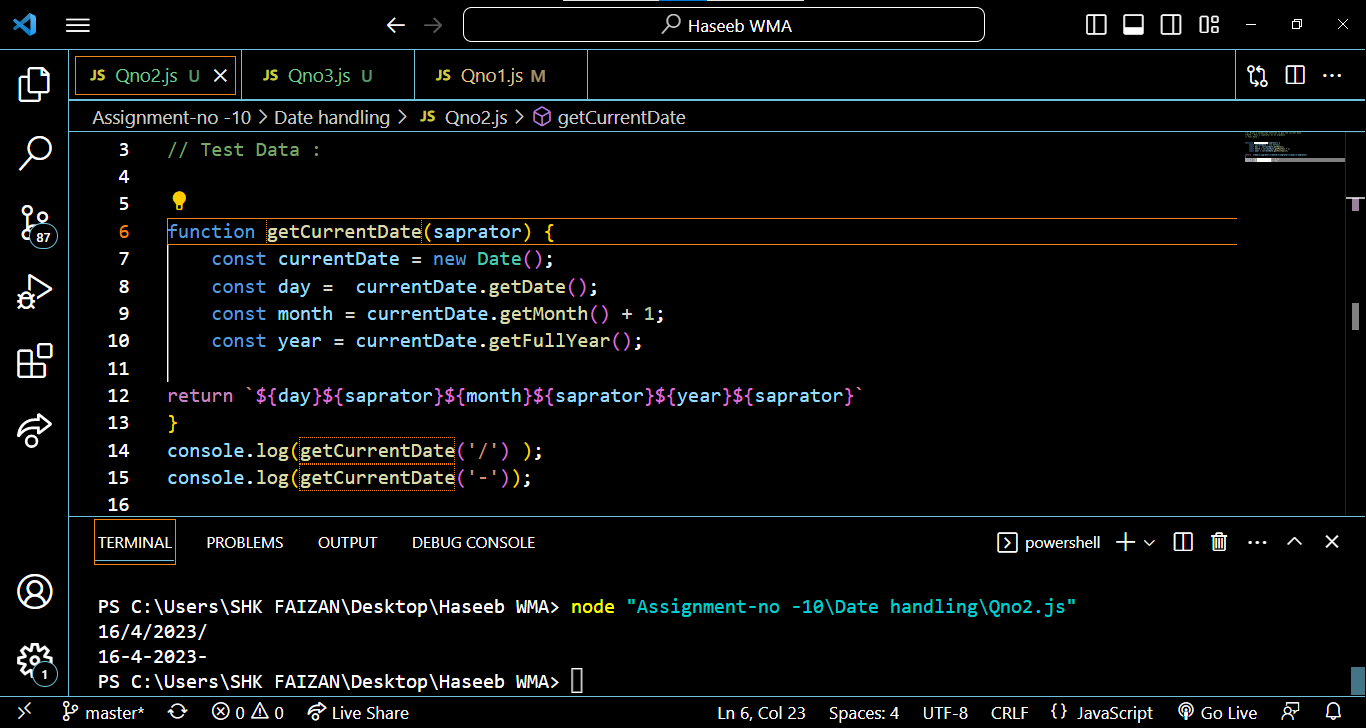 Haseeb WMA
JS Qno2.js U
JS Qno3.js U
JS Qno1.js M
Assignment-no -10 > Date handling > JS Qno2.js > getCurrentDate
3 // Test Data :
4
5
6 function getCurrentDate(saprator) {
7 const currentDate = new Date();
8 const day =  currentDate.getDate();
9 const month = currentDate.getMonth() + 1;
10 const year = currentDate.getFullYear();
11
12 return `${day}${saprator}${month}${saprator}${year}${saprator}`
13 }
14 console.log(getCurrentDate('/') );
15 console.log(getCurrentDate('-'));
16
87
1
TERMINAL PROBLEMS OUTPUT DEBUG CONSOLE powershell
PS C:\Users\SHK FAIZAN\Desktop\Haseeb WMA> node "Assignment-no -10\Date handling\Qno2.js"
16/4/2023/
16-4-2023-
PS C:\Users\SHK FAIZAN\Desktop\Haseeb WMA>
master* 0 0 Live Share Ln 6, Col 23 Spaces: 4 UTF-8 CRLF {} JavaScript Go Live